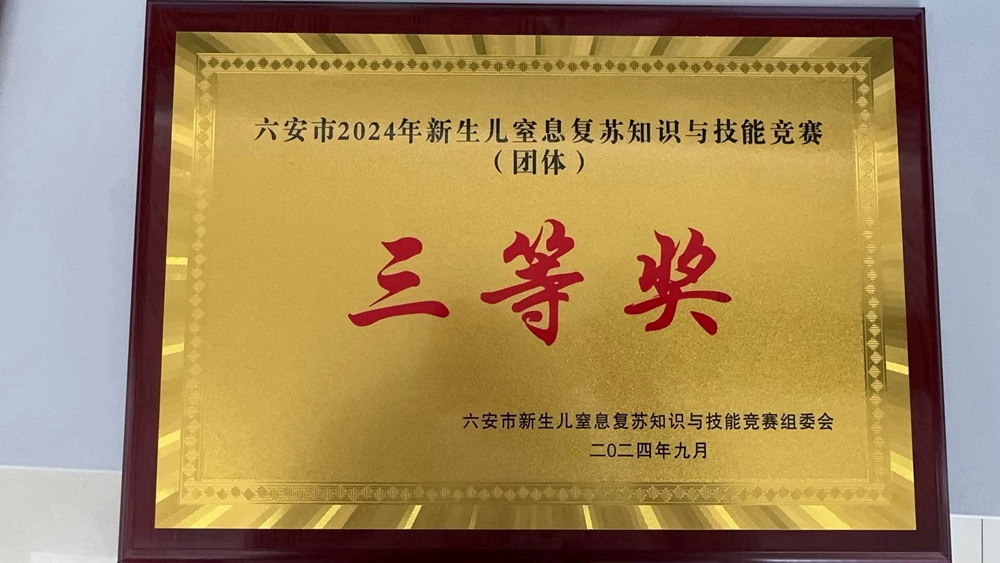 六安市2024年新生儿窒息复苏知识与技能竞赛
（团体）
三等奖
六安市新生儿窒息复苏知识与技能竞赛组委会
二0二四年九月